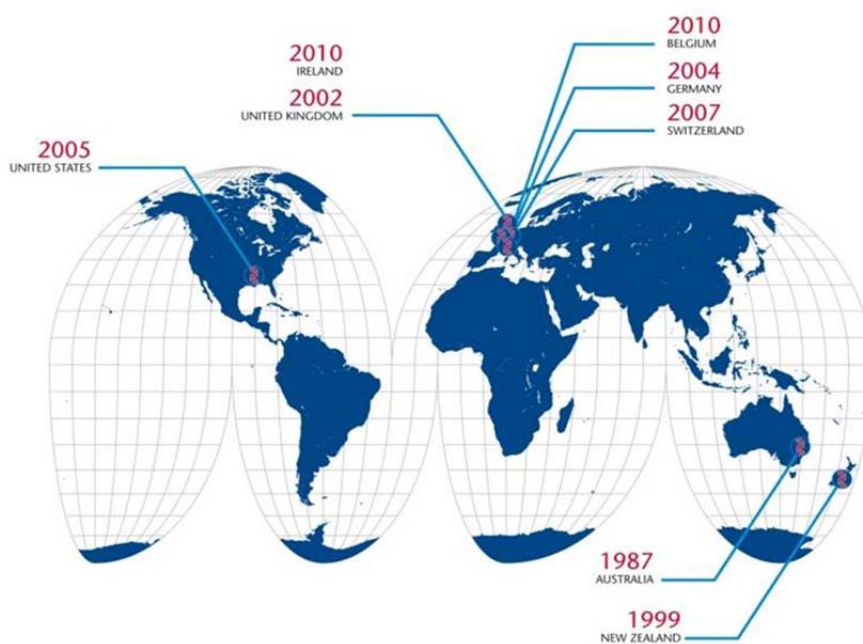 2010
IRELAND
2002
UNITED KINGDOM
2005
UNITED STATES
2010
BELGIUM
2004
GERMANY
2007
SWITZERLAND
1987
AUSTRALIA
1999
NEW ZEALAND